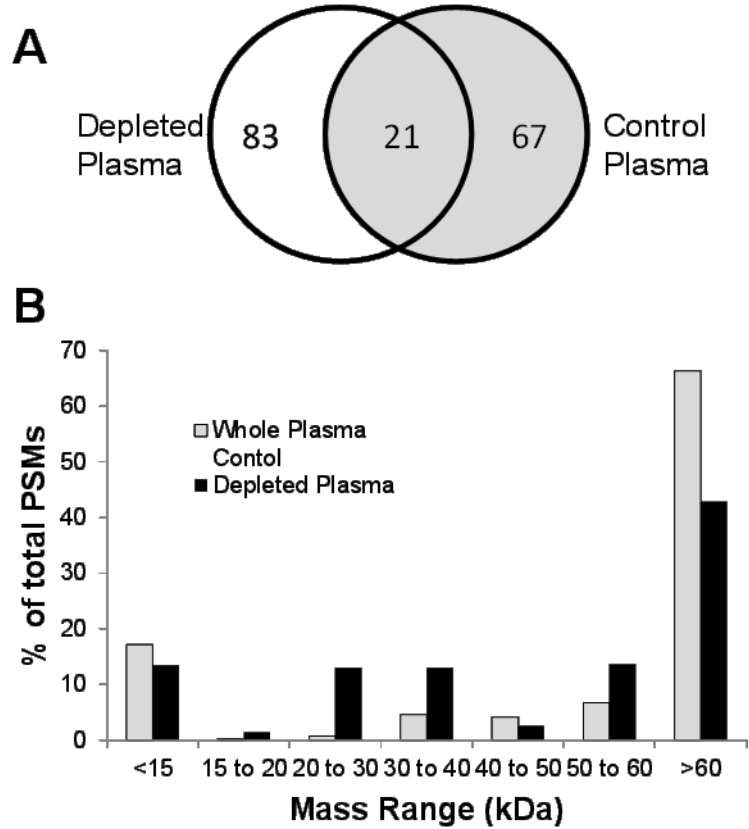 A
Depleted
Plasma
83
21
67
Control
Plasma
B
% of total PSMs
70
60
50
40
30
20
10
0
Whole Plasma
Contol
Depleted Plasma
<15 15 to 20 20 to 30 30 to 40 40 to 50 50 to 60 >60
Mass Range (kDa)